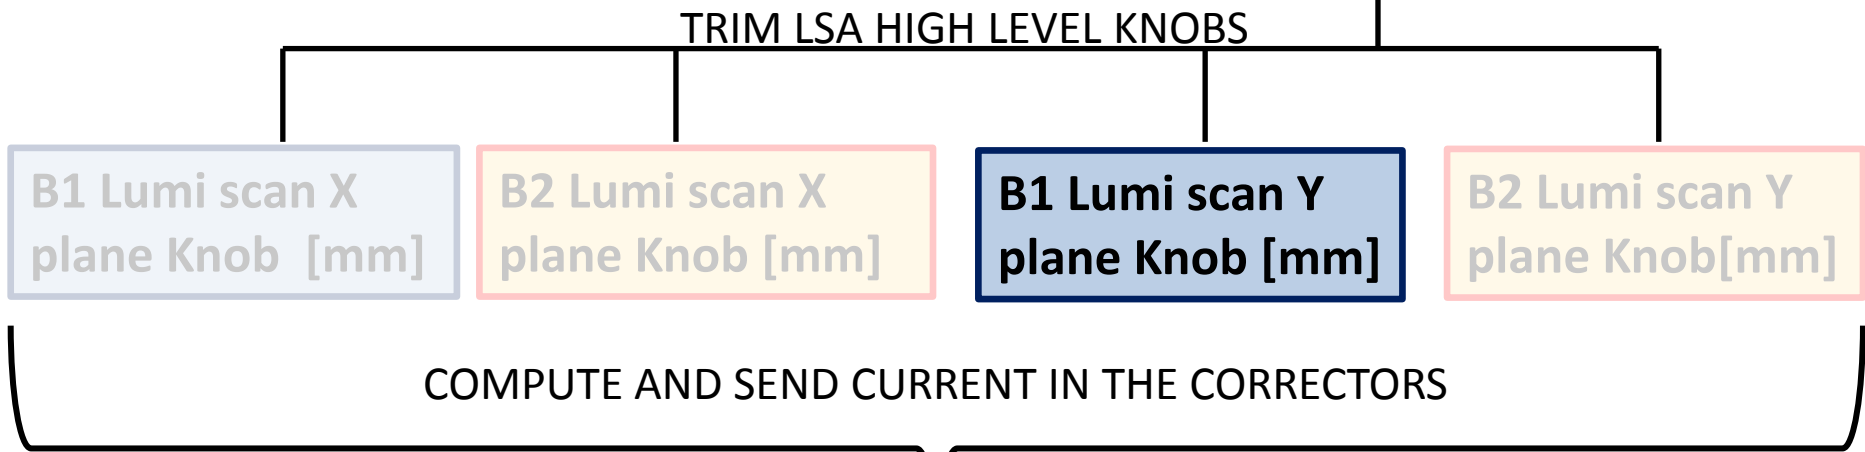 TRIM LSA HIGH LEVEL KNOBS
B1 Lumi scan X
plane Knob [mm]
B2 Lumi scan X
plane Knob [mm]
B1 Lumi scan Y
plane Knob [mm]
B2 Lumi scan Y
plane Knob[mm]
COMPUTE AND SEND CURRENT IN THE CORRECTORS